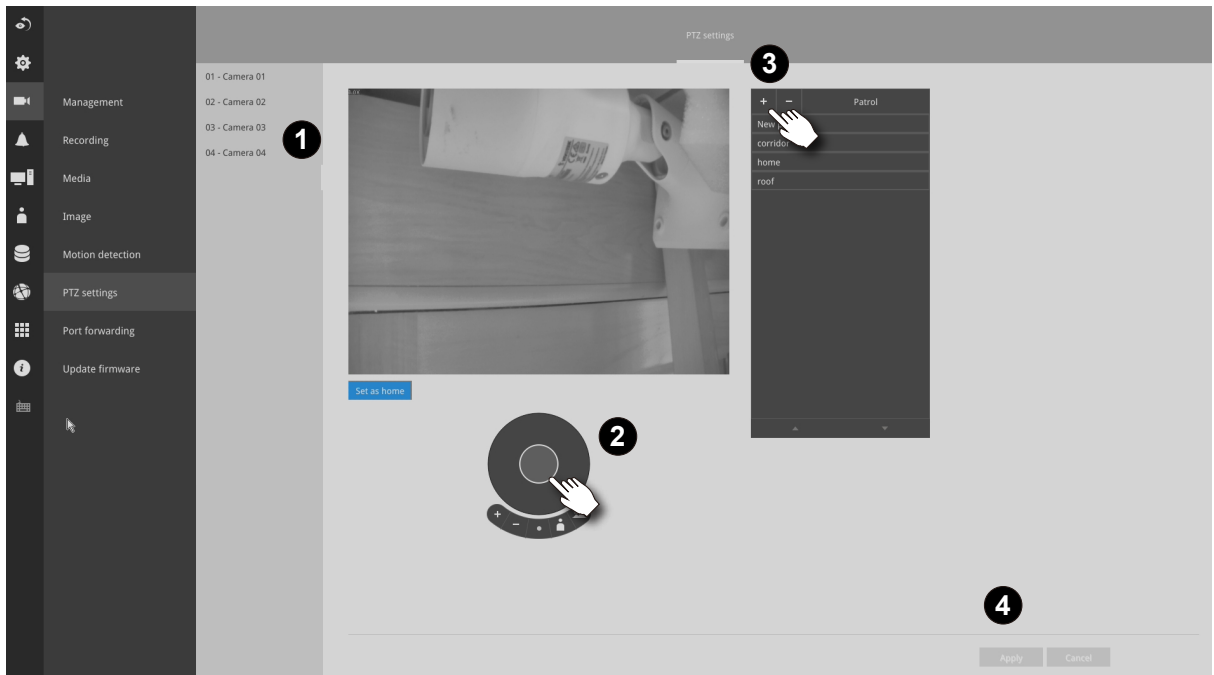 PTZ settings
3
01 - Camera 01
02 - Camera 02
03 - Camera 03
04 - Camera 04
1
Management
Recording
Media
Image
Motion detection
PTZ settings
Port forwarding
Update firmware
+ − Patrol
New
corridor
home
roof
Set as home
2
+ −
4
Apply Cancel